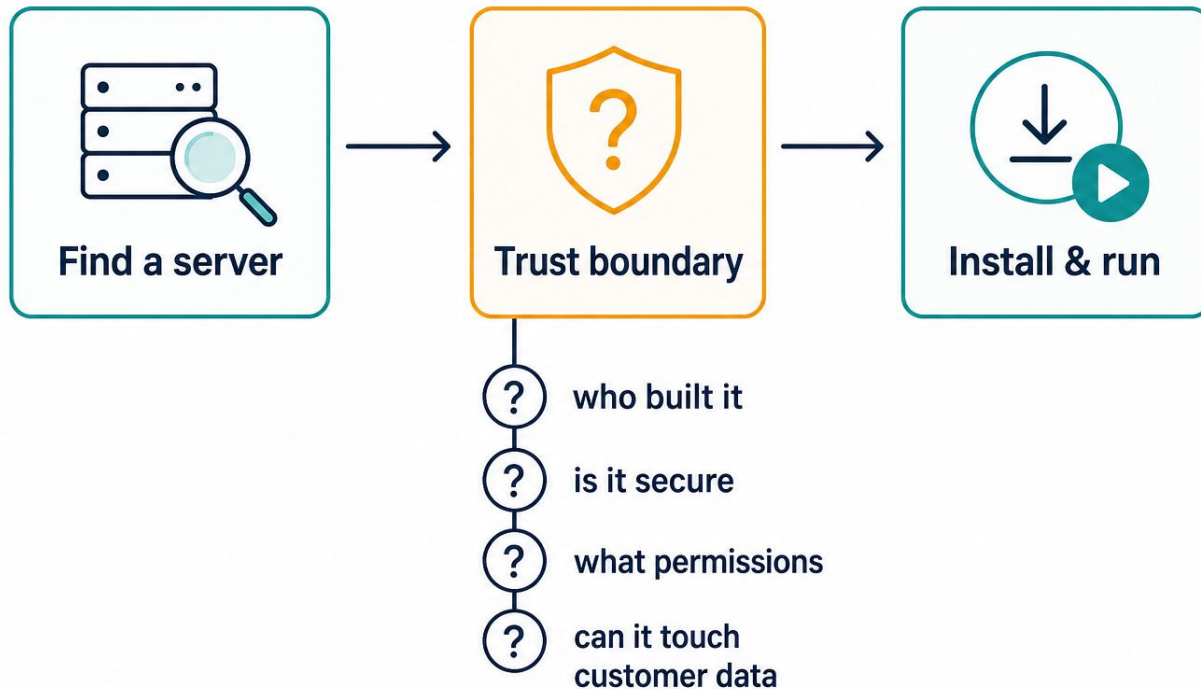 Find a server
Trust boundary
Install & run
?
? who built it
? is it secure
? what permissions
? can it touch
customer data